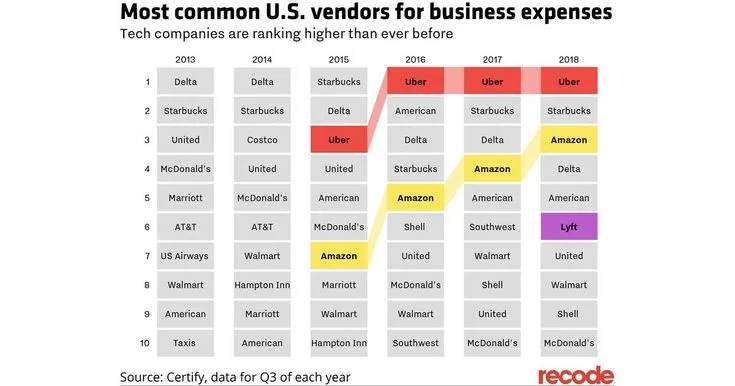 Most common U.S. vendors for business expenses
Tech companies are ranking higher than ever before
2013 2014 2015 2016 2017 2018
1 Delta Delta Starbucks Uber Uber Uber
2 Starbucks Starbucks Delta American Starbucks Starbucks
3 United Costco Uber Delta Delta Amazon
4 McDonald's United United Starbucks Amazon Delta
5 Marriott McDonald's American Amazon American American
6 AT&T AT&T McDonald's Shell Southwest Lyft
7 US Airways Walmart Amazon United Walmart United
8 Walmart Hampton Inn Marriott McDonald's Shell Walmart
9 American Marriott Walmart Walmart United Shell
10 Taxis American Hampton Inn Southwest McDonald's McDonald's
Source: Certify, data for Q3 of each year
recode